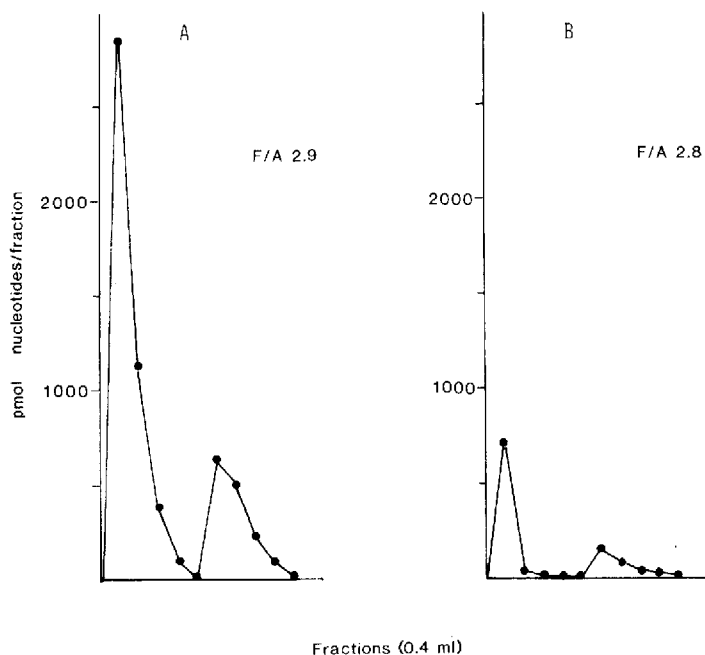 A
B
F/A 2.9
F/A 2.8
2000
2000
1000
1000
pmol nucleotides/fraction
Fractions (0.4 ml)